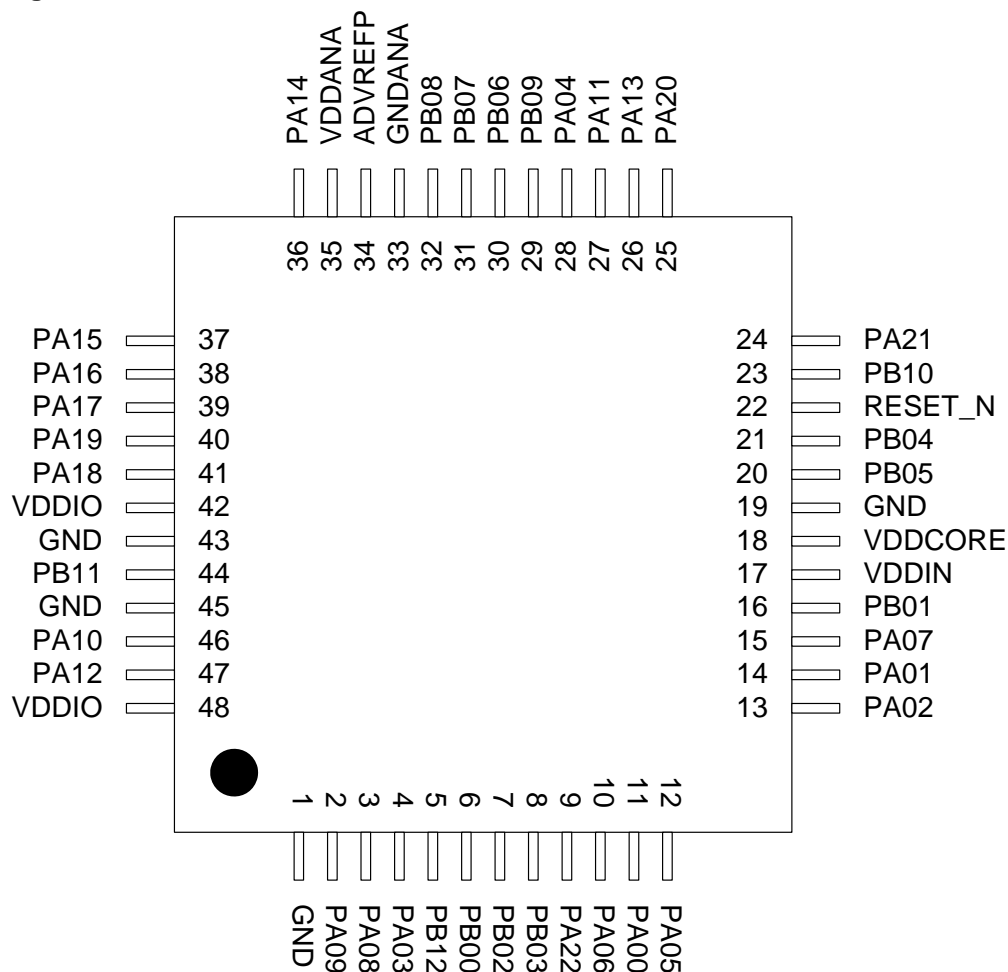 PA14
VDDANA
ADVREFP
GNDANA
PB08
PB07
PB06
PB09
PA04
PA11
PA13
PA20
36
35
34
33
32
31
30
29
28
27
26
25
PA15 37
PA16 38
PA17 39
PA19 40
PA18 41
VDDIO 42
GND 43
PB11 44
GND 45
PA10 46
PA12 47
VDDIO 48
24 PA21
23 PB10
22 RESET_N
21 PB04
20 PB05
19 GND
18 VDDCORE
17 VDDIN
16 PB01
15 PA07
14 PA01
13 PA02
1
2
3
4
5
6
7
8
9
10
11
12
GND
PA09
PA08
PA03
PB12
PB00
PB02
PB03
PA22
PA06
PA00
PA05